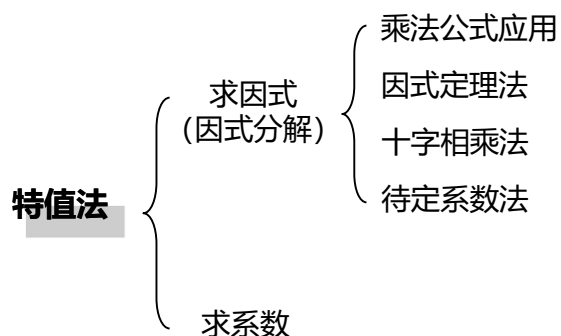 乘法公式应用
求因式
（因式分解）
因式定理法
十字相乘法
待定系数法
特值法
求系数